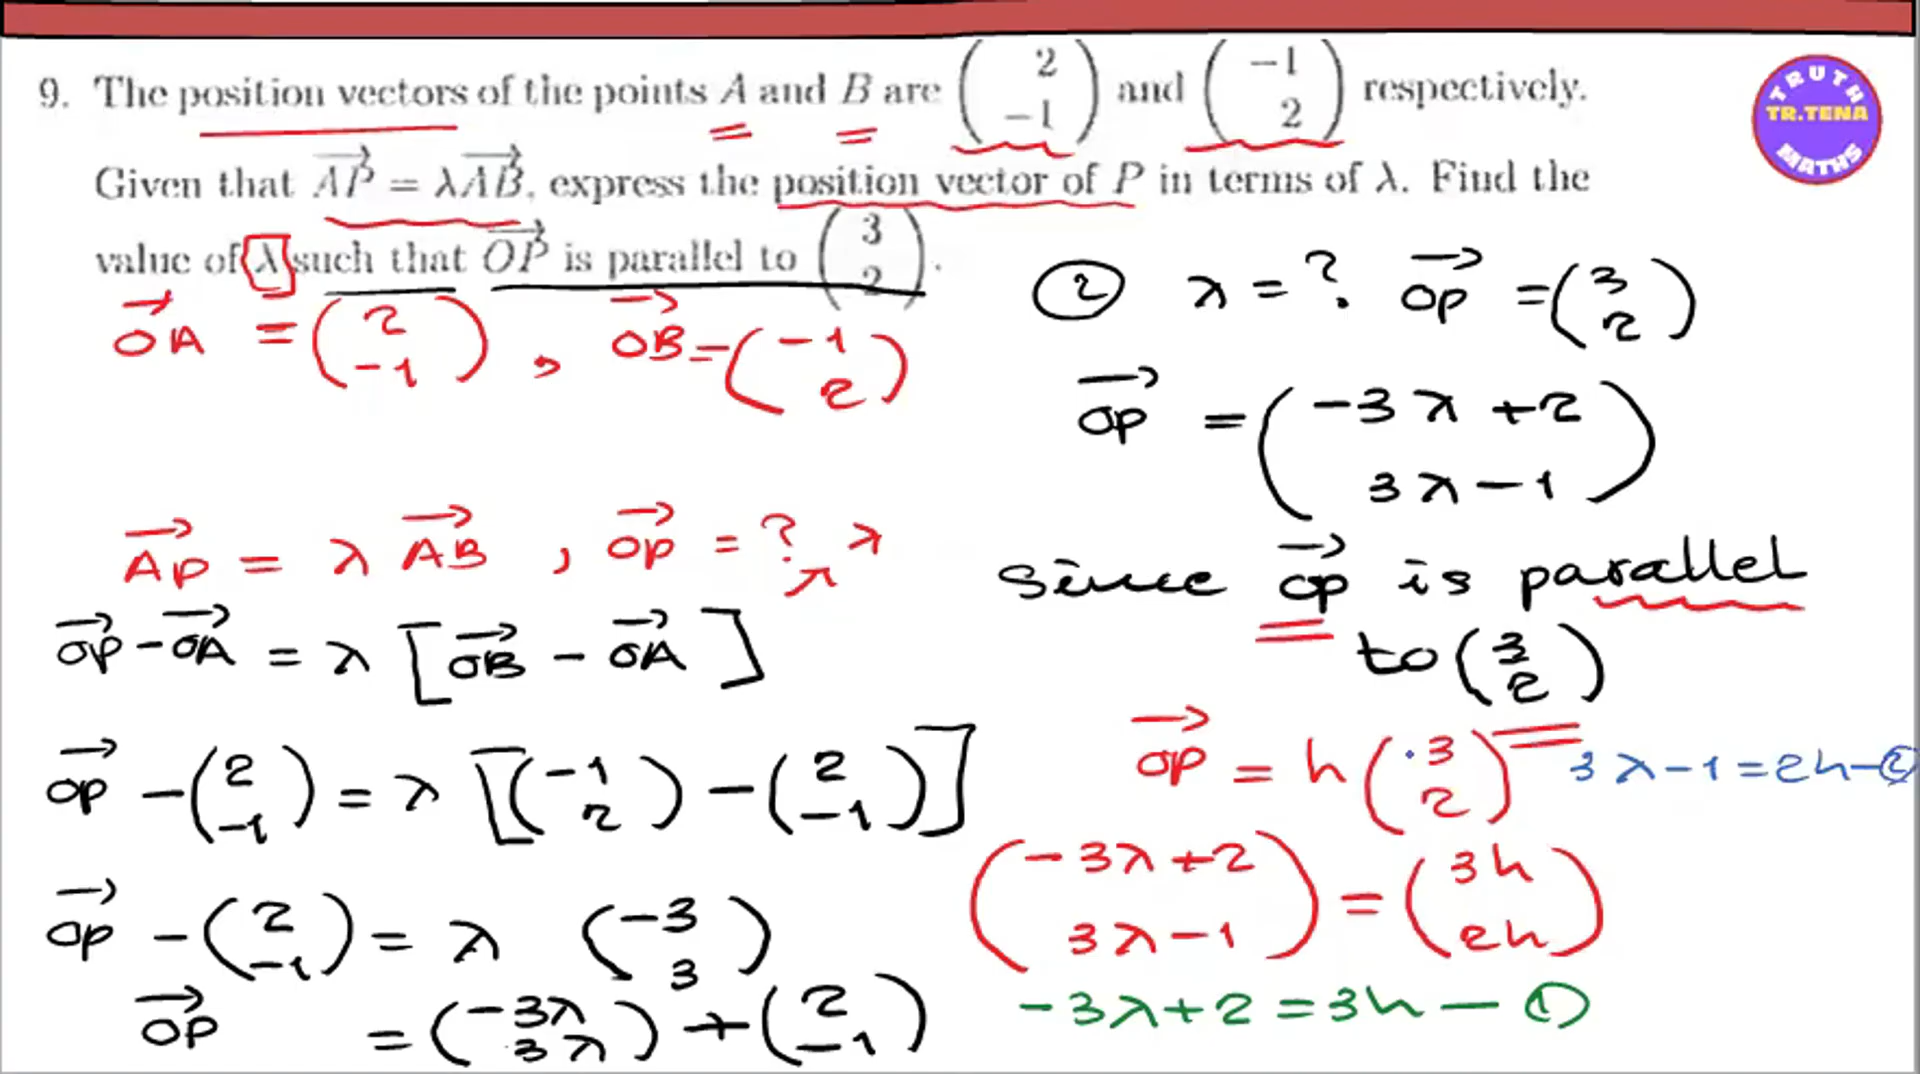 9. The position vectors of the points A and B are (2 -1) and (-1 2) respectively.
Given that AP→ = λAB→, express the position vector of P in terms of λ. Find the
value of λ such that OP→ is parallel to (3 2).
TRUTH
TR.TENA
MATHS
OA→ = (2 -1), OB→ = (-1 2)
AP→ = λ AB→, OP→ = ? λ
λ
OP→ - OA→ = λ [OB→ - OA→]
OP→ - (2 -1) = λ [(-1 2) - (2 -1)]
OP→ - (2 -1) = λ (-3 3)
OP→ = (-3λ 3λ) + (2 -1)
② λ = ? OP→ = (3 2)
OP→ = (-3λ + 2 3λ - 1)
Since OP→ is parallel
to (3 2)
OP→ = h (3 2)
3λ - 1 = 2h - ②
(-3λ + 2 3λ - 1) = (3h 2h)
-3λ + 2 = 3h - ①